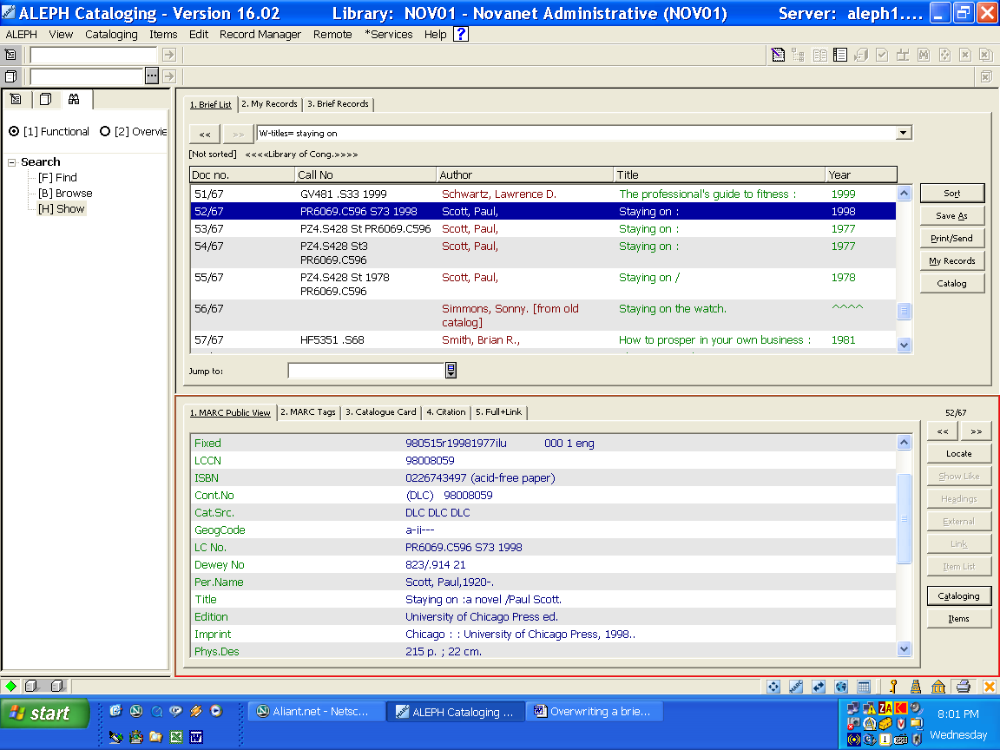 ALEPH Cataloging - Version 16.02 Library: NOV01 - Novanet Administrative (NOV01) Server: aleph1....
ALEPH View Cataloging Items Edit Record Manager Remote *Services Help ?
[1] Functional [2] Overvie
Search
[F] Find
[B] Browse
[H] Show
1. Brief List 2. My Records 3. Brief Records
<< >> W-titles= staying on
[Not sorted] <<<<Library of Cong.>>>>
Doc no. Call No Author Title Year
51/67 GV481 .S33 1999 Schwartz, Lawrence D. The professional's guide to fitness : 1999
52/67 PR6069.C596 S73 1998 Scott, Paul, Staying on : 1998
53/67 PZ4.S428 St PR6069.C596 Scott, Paul, Staying on : 1977
54/67 PZ4.S428 St3 Scott, Paul, Staying on : 1977
PR6069.C596
55/67 PZ4.S428 St 1978 Scott, Paul, Staying on / 1978
PR6069.C596
56/67 Simmons, Sonny. [from old Staying on the watch. ^^^^
catalog]
57/67 HF5351 .S68 Smith, Brian R., How to prosper in your own business : 1981
Sort
Save As
Print/Send
My Records
Catalog
Jump to:
1. MARC Public View 2. MARC Tags 3. Catalogue Card 4. Citation 5. Full+Link
Fixed 980515r19981977ilu 000 1 eng
LCCN 98008059
ISBN 0226743497 (acid-free paper)
Cont.No (DLC) 98008059
Cat.Src. DLC DLC DLC
GeogCode a-ii---
LC No. PR6069.C596 S73 1998
Dewey No 823/.914 21
Per.Name Scott, Paul,1920-.
Title Staying on :a novel /Paul Scott.
Edition University of Chicago Press ed.
Imprint Chicago : : University of Chicago Press, 1998..
Phys.Des 215 p. ; 22 cm.
52/67
<< >>
Locate
Show Like
Headings
External
Link
Item List
Cataloging
Items
start
Aliant.net - Netsc...
ALEPH Cataloging ...
Overwriting a brie...
8:01 PM
Wednesday